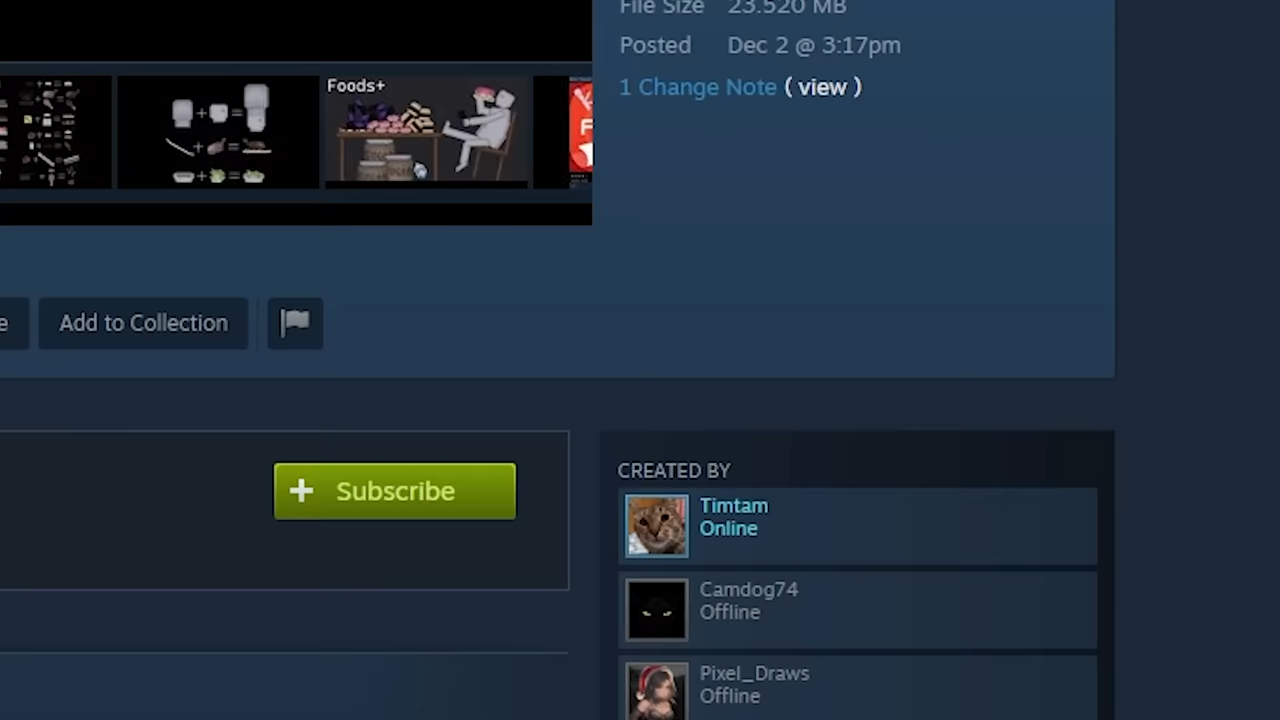 File Size 23.520 MB
Posted Dec 2 @ 3:17pm
1 Change Note ( view )
Foods+
Add to Collection
+ Subscribe
CREATED BY
Timtam
Online
Camdog74
Offline
Pixel_Draws
Offline